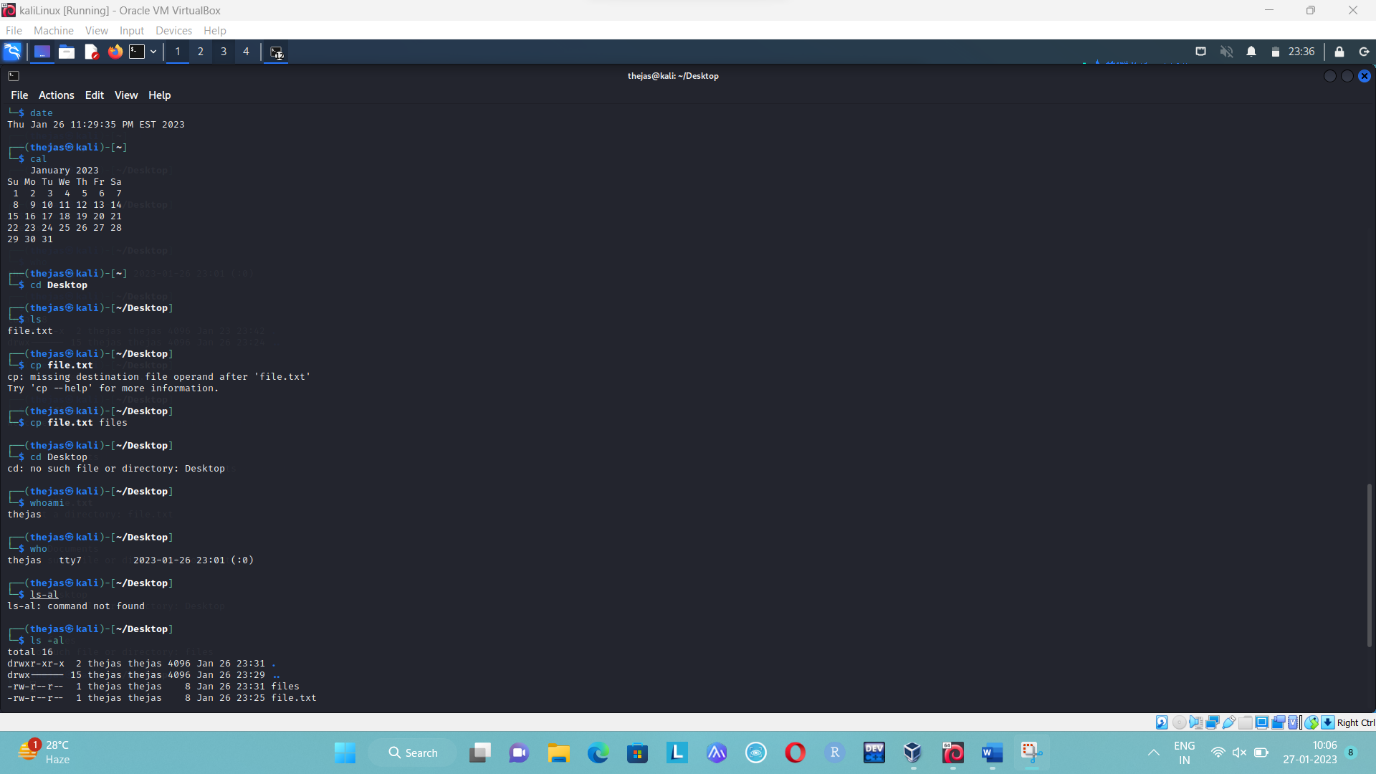 kaliLinux [Running] - Oracle VM VirtualBox
File Machine View Input Devices Help
1 2 3 4 12 23:36
thejas@kali: ~/Desktop
File Actions Edit View Help
└─$ date
Thu Jan 26 11:29:35 PM EST 2023
┌──(thejas㉿kali)-[~]
└─$ cal
January 2023
Su Mo Tu We Th Fr Sa
1 2 3 4 5 6 7
8 9 10 11 12 13 14
15 16 17 18 19 20 21
22 23 24 25 26 27 28
29 30 31
┌──(thejas㉿kali)-[~]
└─$ cd Desktop
┌──(thejas㉿kali)-[~/Desktop]
└─$ ls
file.txt
┌──(thejas㉿kali)-[~/Desktop]
└─$ cp file.txt
cp: missing destination file operand after 'file.txt'
Try 'cp --help' for more information.
┌──(thejas㉿kali)-[~/Desktop]
└─$ cp file.txt files
┌──(thejas㉿kali)-[~/Desktop]
└─$ cd Desktop
cd: no such file or directory: Desktop
┌──(thejas㉿kali)-[~/Desktop]
└─$ whoami
thejas
┌──(thejas㉿kali)-[~/Desktop]
└─$ who
thejas tty7 2023-01-26 23:01 (:0)
┌──(thejas㉿kali)-[~/Desktop]
└─$ ls-al
ls-al: command not found
┌──(thejas㉿kali)-[~/Desktop]
└─$ ls -al
total 16
drwxr-xr-x 2 thejas thejas 4096 Jan 26 23:31 .
drwx------ 15 thejas thejas 4096 Jan 26 23:29 ..
-rw-r--r-- 1 thejas thejas 8 Jan 26 23:31 files
-rw-r--r-- 1 thejas thejas 8 Jan 26 23:25 file.txt
Right Ctrl
1 28°C
Haze
Search
L
R
DEV
W
ENG
IN
10:06
27-01-2023
8